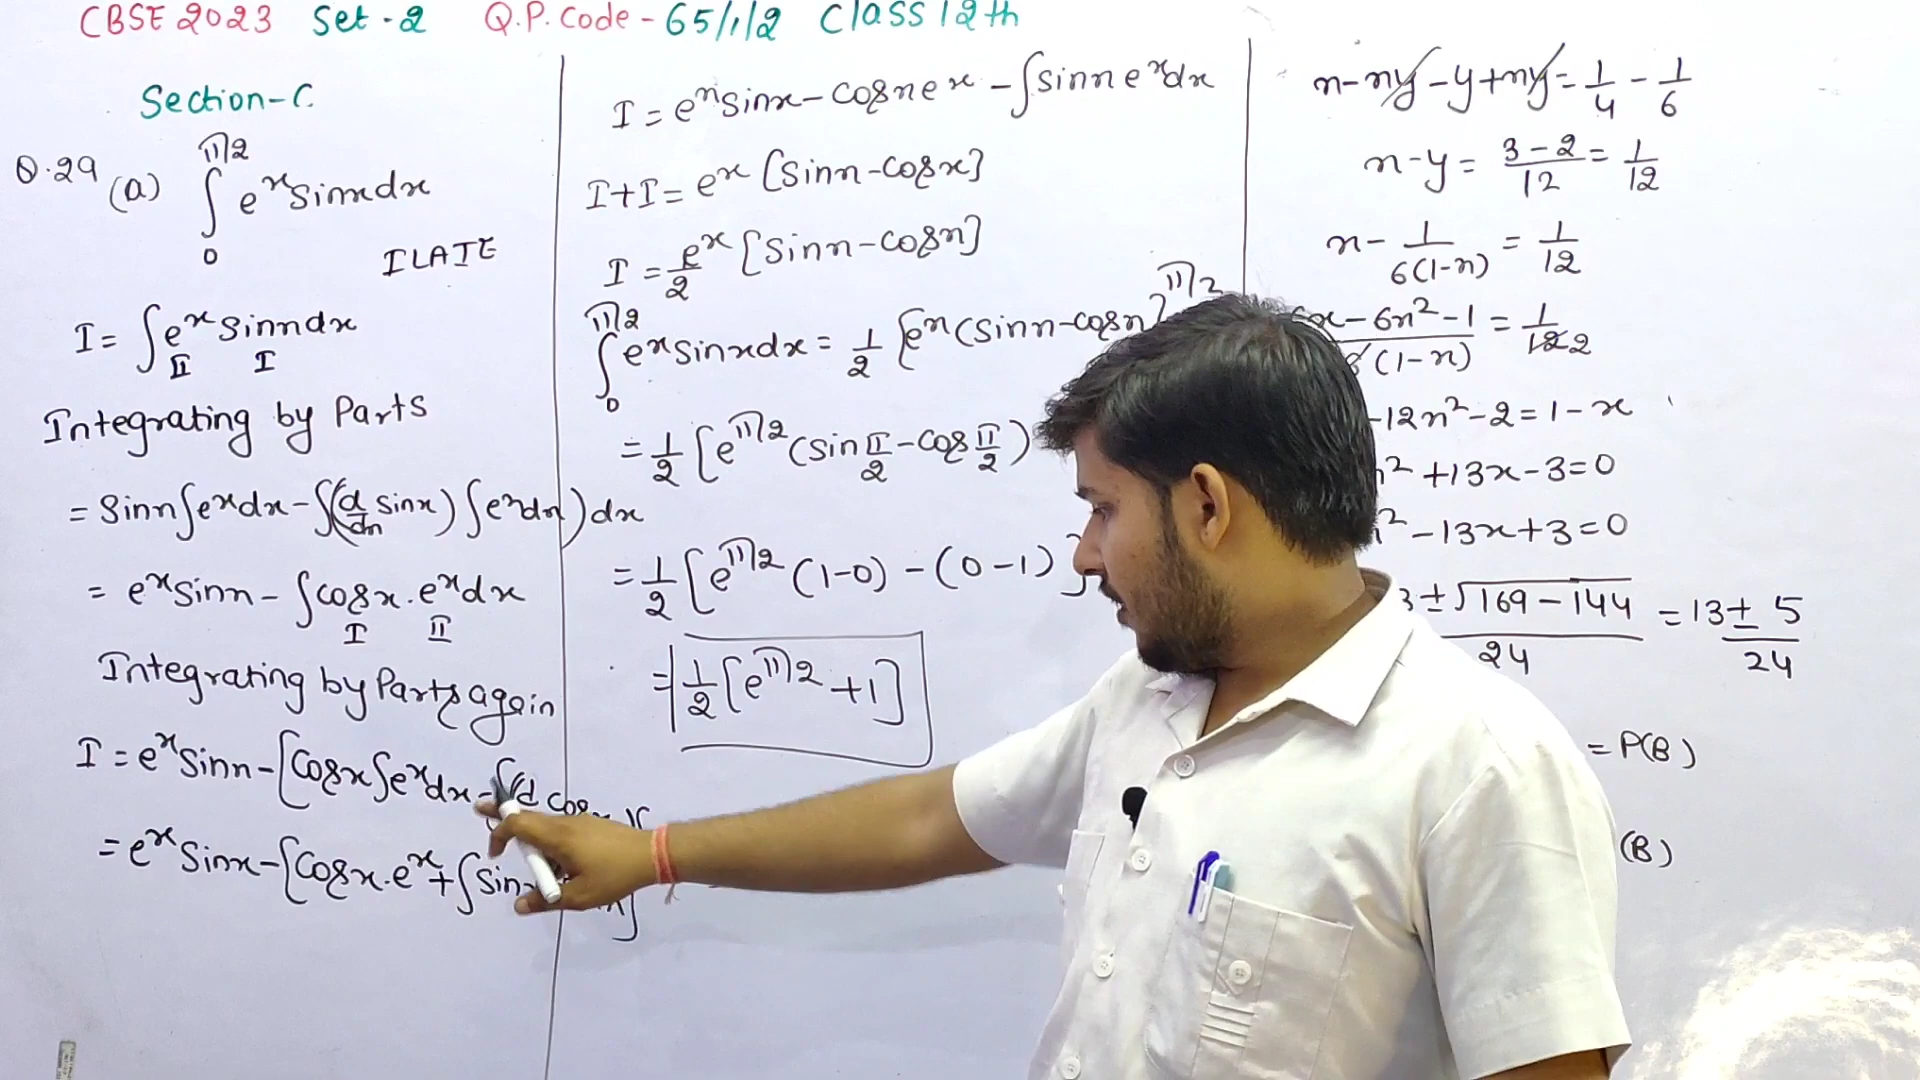 CBSE 2023 Set-2 Q.P. Code - 65/1/2 Class 12th
Section-C
Q.29 (a) ∫₀^π/2 eˣ sinx dx
ILATE
I = ∫eˣ sinx dx
II I
Integrating by Parts
= Sinx∫eˣdx - ∫(d/dx sinx) ∫eˣdx) dx
= eˣ sinx - ∫cosx . eˣ dx
I II
Integrating by Parts again
I = eˣ sinx - [Cosx ∫eˣ dx - ∫(d cos
= eˣ sinx - [Cosx . eˣ + ∫ sin
I = eˣ sinx - cosx eˣ - ∫sinx eˣ dx
I+I = eˣ [sinx - cosx]
I = eˣ/2 [sinx - cosx]
∫₀^π/2 eˣ sinx dx = 1/2 [eˣ (sinx - cosx)]^π/2
= 1/2 [e^π/2 (sin π/2 - cos π/2)
= 1/2 [e^π/2 (1-0) - (0-1)]
= 1/2 [e^π/2 + 1]
x - xy - y + xy = 1/4 - 1/6
x - y = (3-2)/12 = 1/12
x - 1/6(1-x) = 1/12
6x - 6x² - 1 / 6(1-x) = 1/12 2
-12x² - 2 = 1 - x
x² + 13x - 3 = 0
x² - 13x + 3 = 0
3 ± √169 - 144 / 24 = 13 ± 5 / 24
= P(B)
(B)